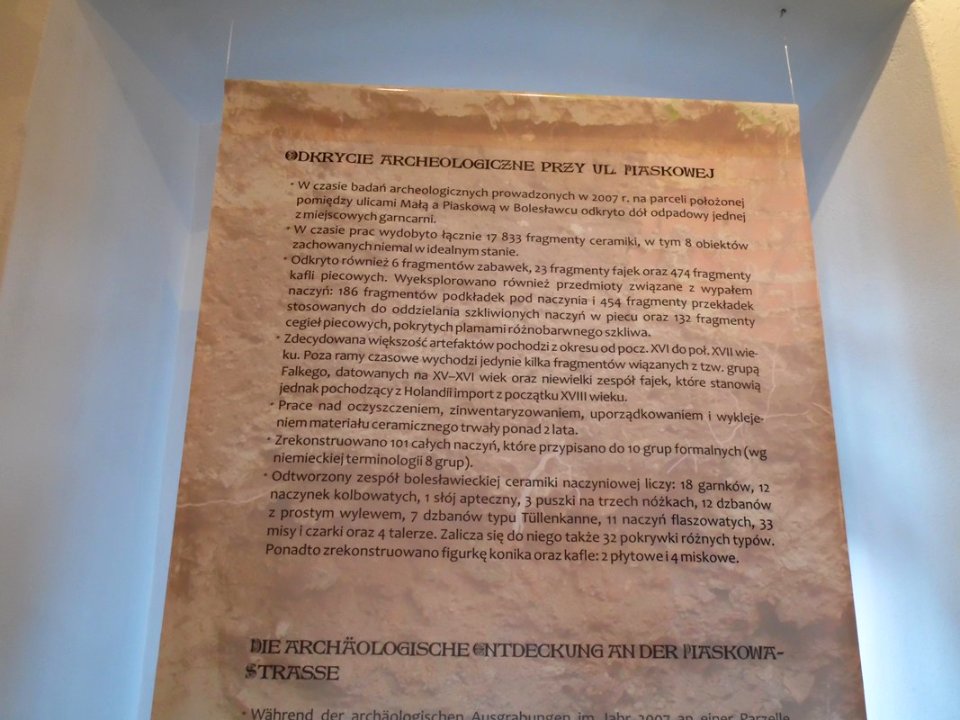 ODKRYCIE ARCHEOLOGICZNE PRZY UL. PIASKOWEJ
• W czasie badań archeologicznych prowadzonych w 2007 r. na parceli położonej
pomiędzy ulicami Małą a Piaskową w Bolesławcu odkryto dół odpadowy jednej
z miejscowych garncarni.
• W czasie prac wydobyto łącznie 17 833 fragmenty ceramiki, w tym 8 obiektów
zachowanych niemal w idealnym stanie.
• Odkryto również 6 fragmentów zabawek, 23 fragmenty fajek oraz 474 fragmenty
kafli piecowych. Wyeksplorowano również przedmioty związane z wypałem
naczyń: 186 fragmentów podkładek pod naczynia i 454 fragmenty przekładek
stosowanych do oddzielania szkliwionych naczyń w piecu oraz 132 fragmenty
cegieł piecowych, pokrytych plamami różnobarwnego szkliwa.
• Zdecydowana większość artefaktów pochodzi z okresu od pocz. XVI do poł. XVII wie-
ku. Poza ramy czasowe wychodzi jedynie kilka fragmentów wiązanych z tzw. grupą
Falkego, datowanych na XV–XVI wiek oraz niewielki zespół fajek, które stanowią
jednak pochodzący z Holandii import z początku XVIII wieku.
• Prace nad oczyszczeniem, zinwentaryzowaniem, uporządkowaniem i wykleje-
niem materiału ceramicznego trwały ponad 2 lata.
• Zrekonstruowano 101 całych naczyń, które przypisano do 10 grup formalnych (wg
niemieckiej terminologii 8 grup).
• Odtworzony zespół bolesławieckiej ceramiki naczyniowej liczy: 18 garnków, 12
naczynek kolbowatych, 1 słój apteczny, 3 puszki na trzech nóżkach, 12 dzbanów
z prostym wylewem, 7 dzbanów typu Tüllenkanne, 11 naczyń flaszowatych, 33
misy i czarki oraz 4 talerze. Zalicza się do niego także 32 pokrywki różnych typów.
Ponadto zrekonstruowano figurkę konika oraz kafle: 2 płytowe i 4 miskowe.
DIE ARCHÄOLOGISCHE ENTDECKUNG AN DER PIASKOWA-
STRASSE
• Während der archäologischen Ausgrabungen im Jahr 2007 an einer Parzelle